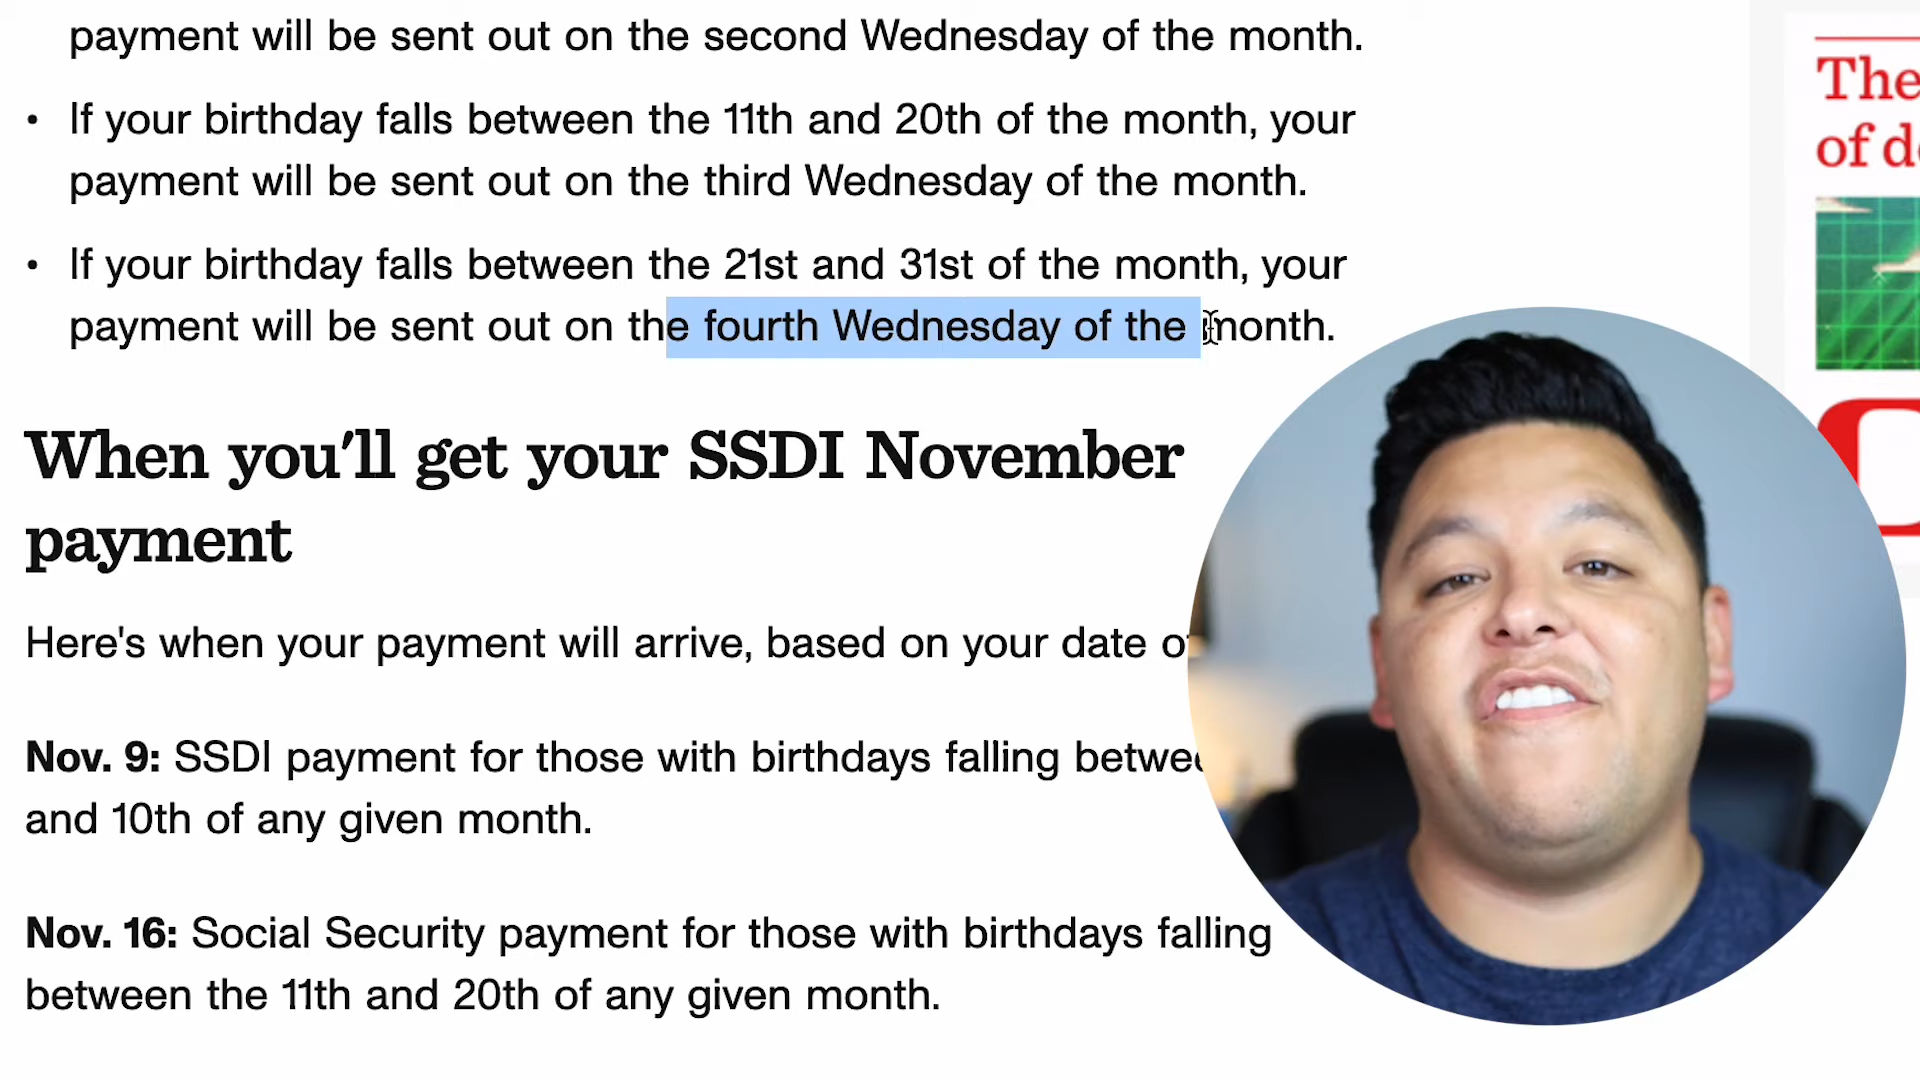 payment will be sent out on the second Wednesday of the month.
• If your birthday falls between the 11th and 20th of the month, your
payment will be sent out on the third Wednesday of the month.
• If your birthday falls between the 21st and 31st of the month, your
payment will be sent out on the fourth Wednesday of the month.
When you'll get your SSDI November
payment
Here's when your payment will arrive, based on your date
Nov. 9: SSDI payment for those with birthdays falling
and 10th of any given month.
Nov. 16: Social Security payment for those with birthdays falling
between the 11th and 20th of any given month.
The
of